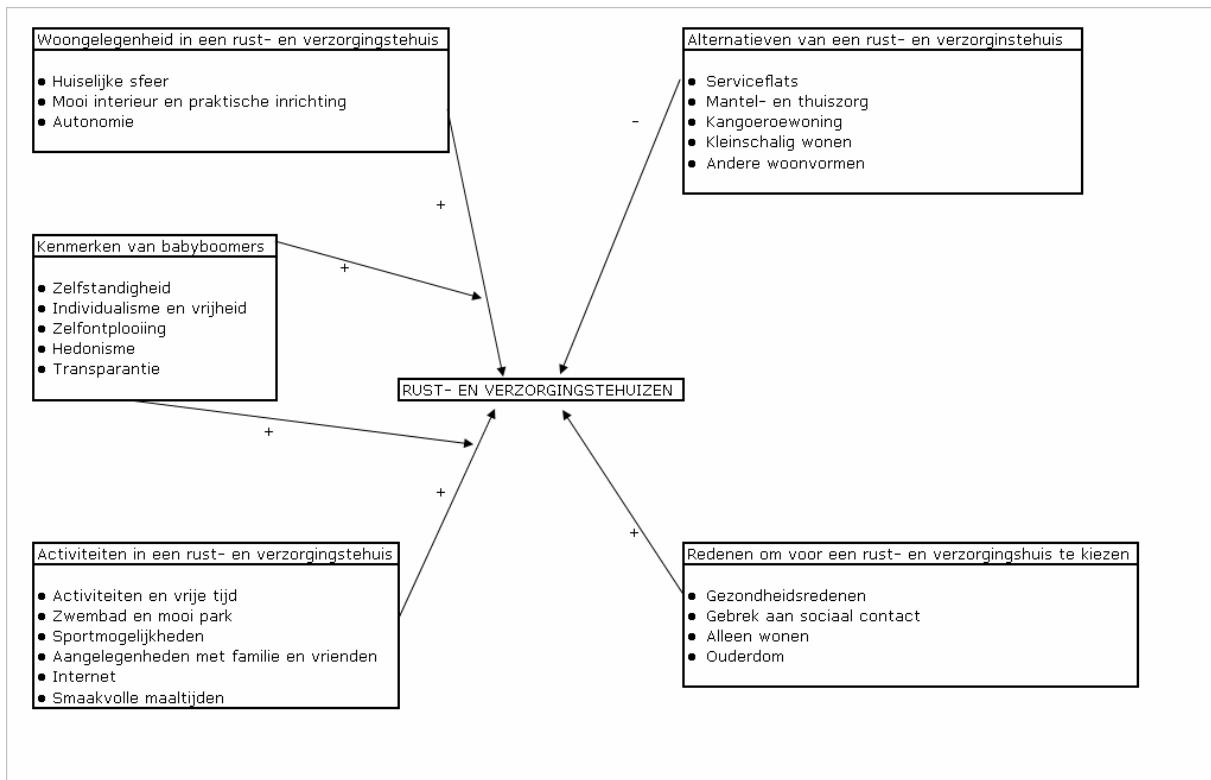 Woongelegenheid in een rust- en verzorgingstehuis
● Huiselijke sfeer
● Mooi interieur en praktische inrichting
● Autonomie
Alternatieven van een rust- en verzorginstehuis
● Serviceflats
● Mantel- en thuiszorg
● Kangoeroewoning
● Kleinschalig wonen
● Andere woonvormen
-
+
Kenmerken van babyboomers
● Zelfstandigheid
● Individualisme en vrijheid
● Zelfontplooiing
● Hedonisme
● Transparantie
+
RUST- EN VERZORGINGSTEHUIZEN
+
+
+
Activiteiten in een rust- en verzorgingstehuis
● Activiteiten en vrije tijd
● Zwembad en mooi park
● Sportmogelijkheden
● Aangelegenheden met familie en vrienden
● Internet
● Smaakvolle maaltijden
Redenen om voor een rust- en verzorgingshuis te kiezen
● Gezondheidsredenen
● Gebrek aan sociaal contact
● Alleen wonen
● Ouderdom